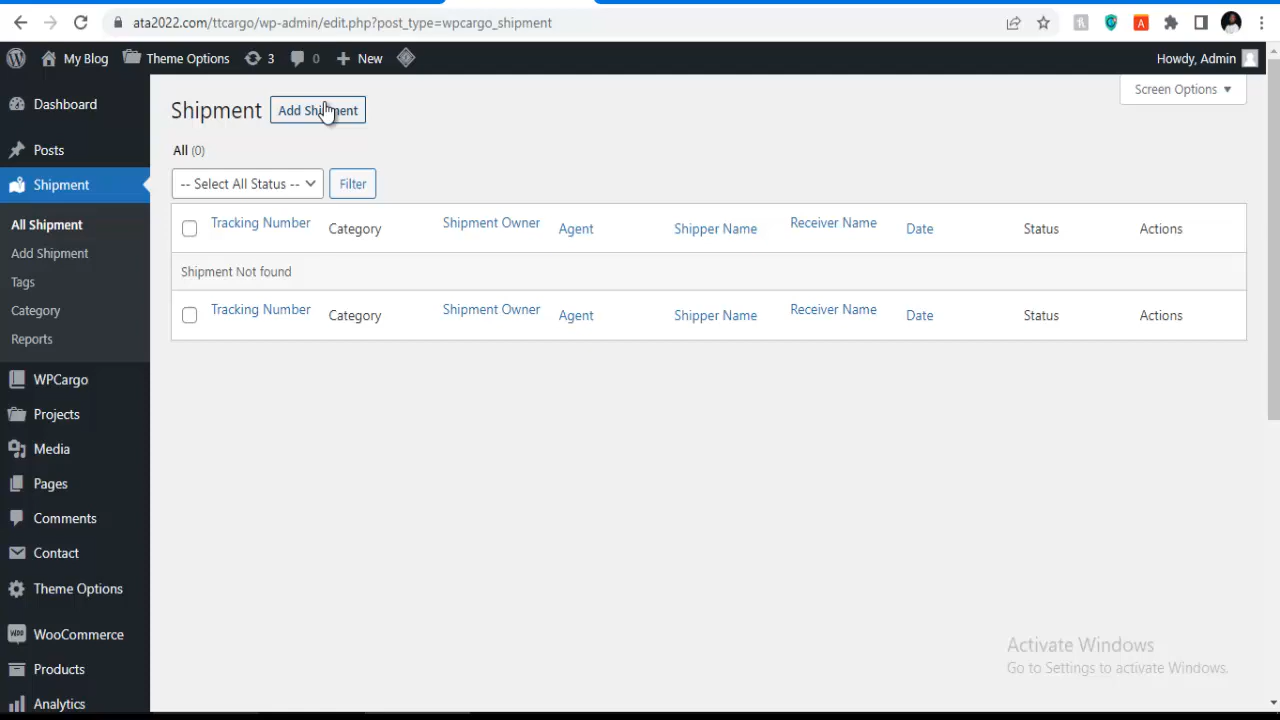 ata2022.com/ttcargo/wp-admin/edit.php?post_type=wpcargo_shipment
My Blog Theme Options 3 0 New Howdy, Admin
Dashboard
Posts
Shipment
All Shipment
Add Shipment
Tags
Category
Reports
WPCargo
Projects
Media
Pages
Comments
Contact
Theme Options
WooCommerce
Products
Analytics
Screen Options
Shipment Add Shipment
All (0)
-- Select All Status -- Filter
Tracking Number Category Shipment Owner Agent Shipper Name Receiver Name Date Status Actions
Shipment Not found
Tracking Number Category Shipment Owner Agent Shipper Name Receiver Name Date Status Actions
Activate Windows
Go to Settings to activate Windows.